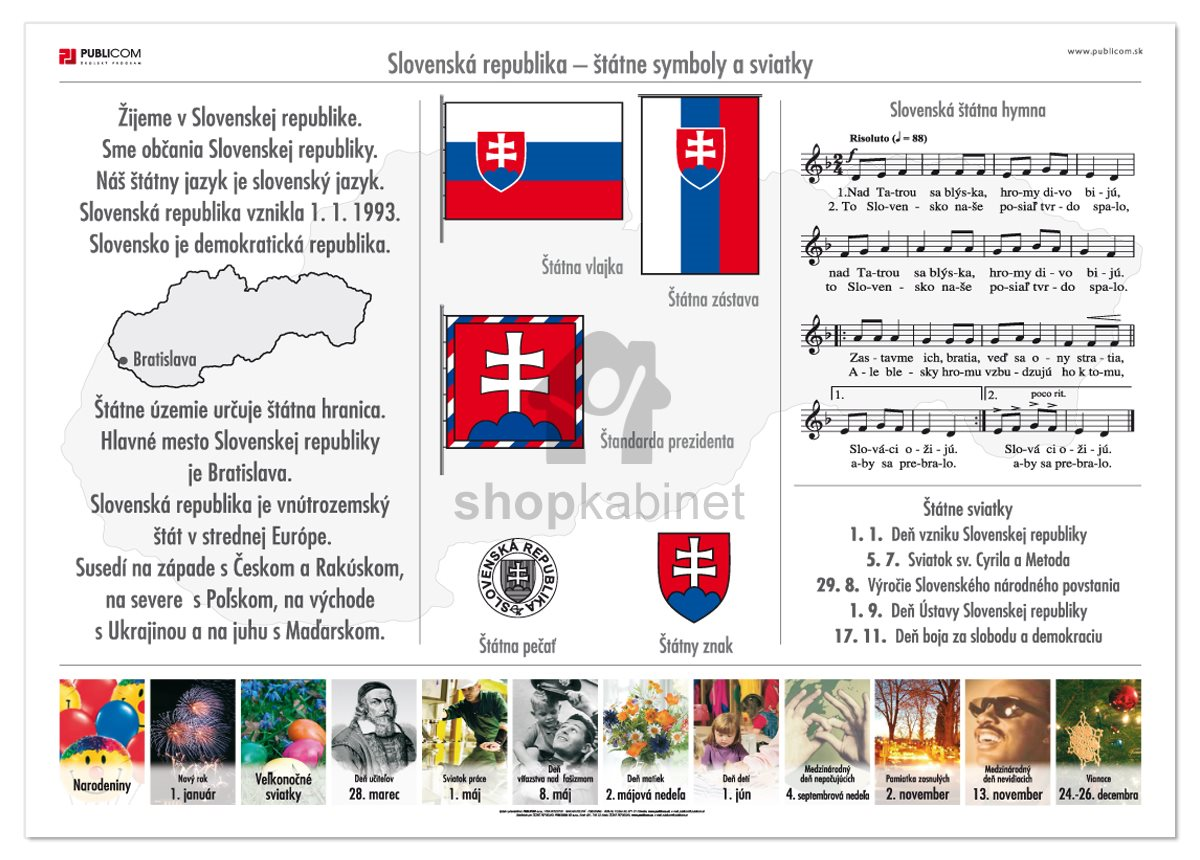 PUBLICOM
ŠKOLSKÝ PROGRAM
www.publicom.sk
Slovenská republika – štátne symboly a sviatky
Žijeme v Slovenskej republike.
Sme občania Slovenskej republiky.
Náš štátny jazyk je slovenský jazyk.
Slovenská republika vznikla 1. 1. 1993.
Slovensko je demokratická republika.
Bratislava
Štátne územie určuje štátna hranica.
Hlavné mesto Slovenskej republiky
je Bratislava.
Slovenská republika je vnútrozemský
štát v strednej Európe.
Susedí na západe s Českom a Rakúskom,
na severe s Poľskom, na východe
s Ukrajinou a na juhu s Maďarskom.
Štátna vlajka
Štátna zástava
Štandarda prezidenta
shopkabinet
SLOVENSKÁ REPUBLIKA
Štátna pečať
Štátny znak
Slovenská štátna hymna
Risoluto (♩ = 88)
f
1.Nad Ta-trou sa blýs-ka, hro-my di-vo bi-jú,
2. To Slo-ven - sko na-še po-siaľ tvr-do spa-lo,
nad Ta-trou sa blýs-ka, hro-my di-vo bi-jú.
to Slo-ven - sko na-še po-siaľ tvr-do spa-lo.
Zas-tavme ich, bratia, veď sa o-ny stra-tia,
A-le ble-sky hromu vzbu-dzujú ho k to-mu,
1.
2.
poco rit.
Slo-vá-ci o-ži-jú. Slo-vá ci o-ži-jú.
a-by sa pre-bra-lo. a-by sa pre-bra-lo.
Štátne sviatky
1. 1. Deň vzniku Slovenskej republiky
5. 7. Sviatok sv. Cyrila a Metoda
29. 8. Výročie Slovenského národného povstania
1. 9. Deň Ústavy Slovenskej republiky
17. 11. Deň boja za slobodu a demokraciu
Narodeniny
Nový rok
1. január
Veľkonočné
sviatky
Deň učiteľov
28. marec
Sviatok práce
1. máj
Deň
víťazstva nad fašizmom
8. máj
Deň matiek
2. májová nedeľa
Deň detí
1. jún
Medzinárodný
deň nepočujúcich
4. septembrová nedeľa
Pamiatka zosnulých
2. november
Medzinárodný
deň nevidiacich
13. november
Vianoce
24.-26. decembra